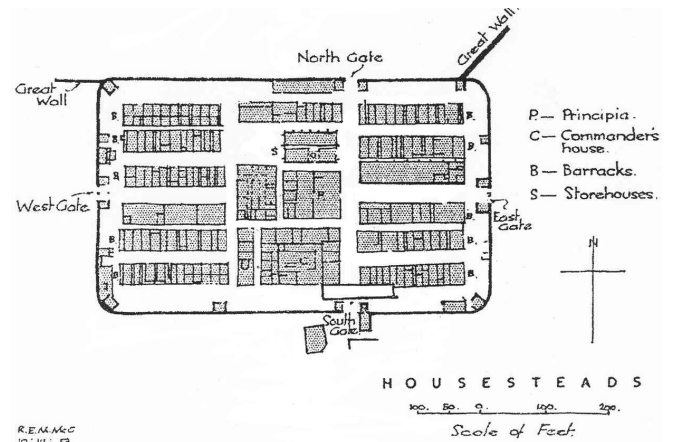 Great Wall.
North Gate
Great
Wall
P.— Principia.
C— Commander's
house.
B— Barracks.
S— Storehouses.
B.
B.
B.
B.
S
S
B
B.
P
West Gate
East
Gate
B.
B
B.
C
B
B.
South
Gate
N
HOUSESTEADS
100. 50. 0. 100. 200.
Scale of Feet.